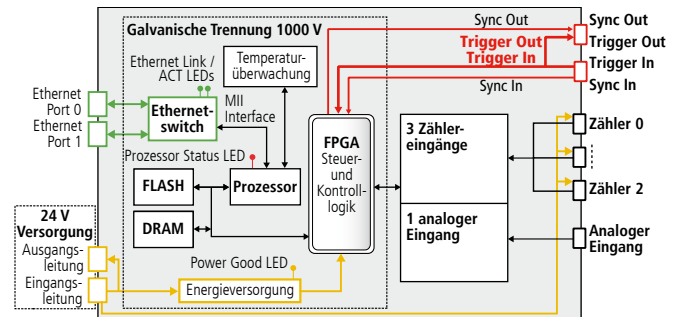 Galvanische Trennung 1000 V
Sync Out
Sync Out
Trigger Out
Trigger Out
Trigger In
Trigger In
Sync In
Sync In
Ethernet Link /
ACT LEDs
Temperatur-
überwachung
Ethernet
Port 0
Ethernet
Port 1
Ethernet-
switch
MII
Interface
Prozessor Status LED
FLASH
Prozessor
DRAM
FPGA
Steuer-
und
Kontroll-
logik
3 Zähler-
eingänge
1 analoger
Eingang
Zähler 0
Zähler 2
Analoger
Eingang
24 V
Versorgung
Ausgangs-
leitung
Eingangs-
leitung
Power Good LED
Energieversorgung